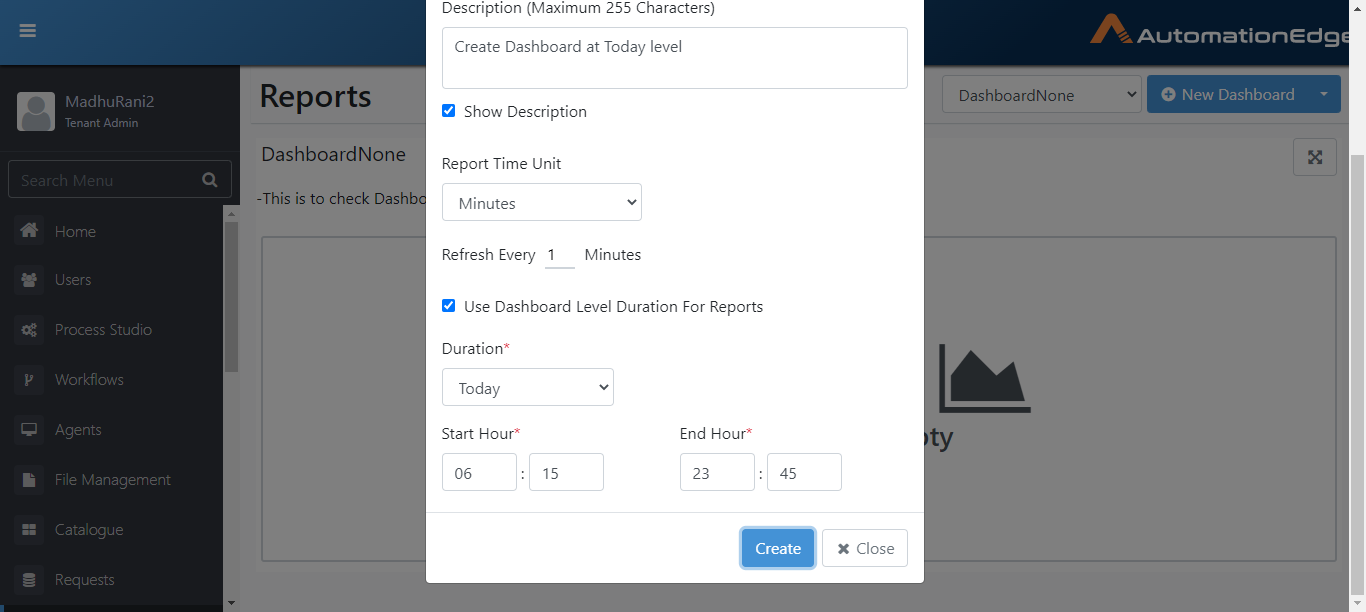 Description (Maximum 255 Characters)
Create Dashboard at Today level
Show Description
Report Time Unit
Minutes
Refresh Every 1 Minutes
Use Dashboard Level Duration For Reports
Duration*
Today
Start Hour*
End Hour*
06 : 15
23 : 45
Create
Close
AutomationEdge
MadhuRani2
Tenant Admin
Search Menu
Home
Users
Process Studio
Workflows
Agents
File Management
Catalogue
Requests
Reports
DashboardNone
New Dashboard
DashboardNone
-This is to check Dashbo
pty